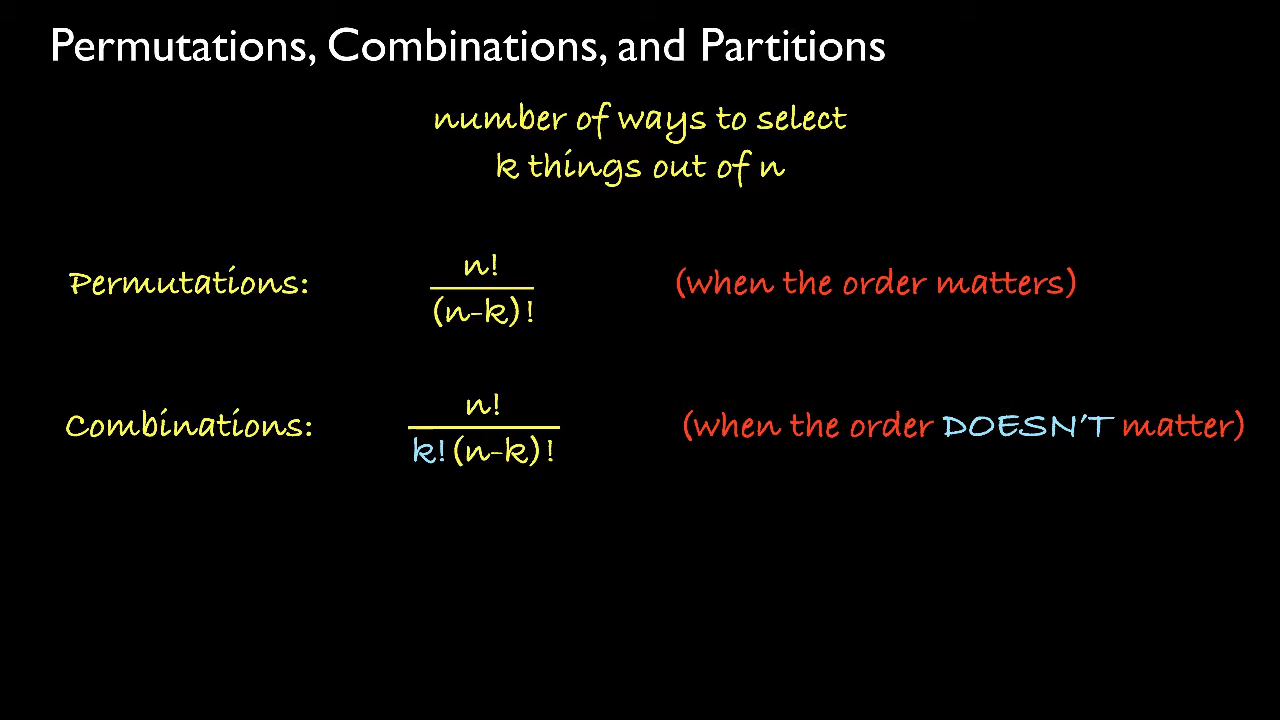 Permutations, Combinations, and Partitions
number of ways to select
k things out of n
Permutations:
n!
(n-k)!
(when the order matters)
Combinations:
n!
k!(n-k)!
(when the order DOESN'T matter)